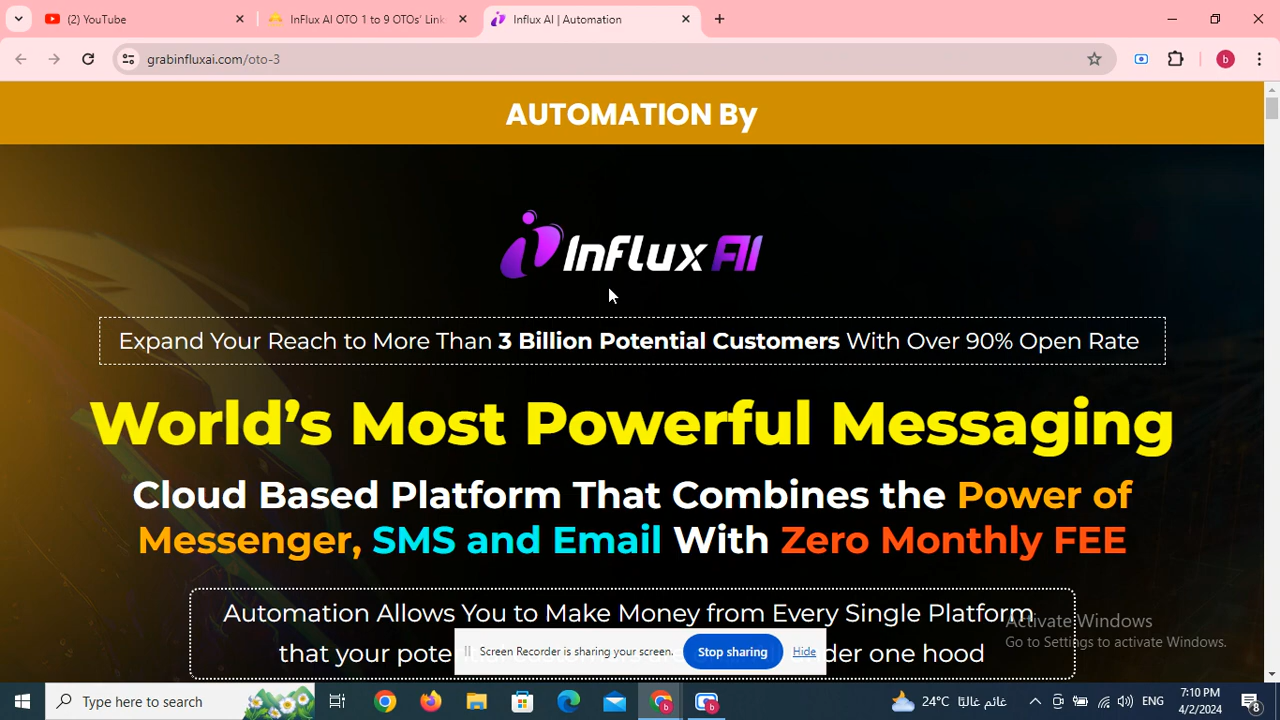 (2) YouTube
InFlux AI OTO 1 to 9 OTOs' Link
Influx AI | Automation
grabinfluxai.com/oto-3
b
AUTOMATION By
InFlux AI
Expand Your Reach to More Than 3 Billion Potential Customers With Over 90% Open Rate
World's Most Powerful Messaging
Cloud Based Platform That Combines the Power of
Messenger, SMS and Email With Zero Monthly FEE
Automation Allows You to Make Money from Every Single Platform
that your der one hood
Screen Recorder is sharing your screen. Stop sharing Hide
Activate Windows
Go to Settings to activate Windows.
Type here to search
24°C غائم غالبًا
ENG
7:10 PM
4/2/2024
8